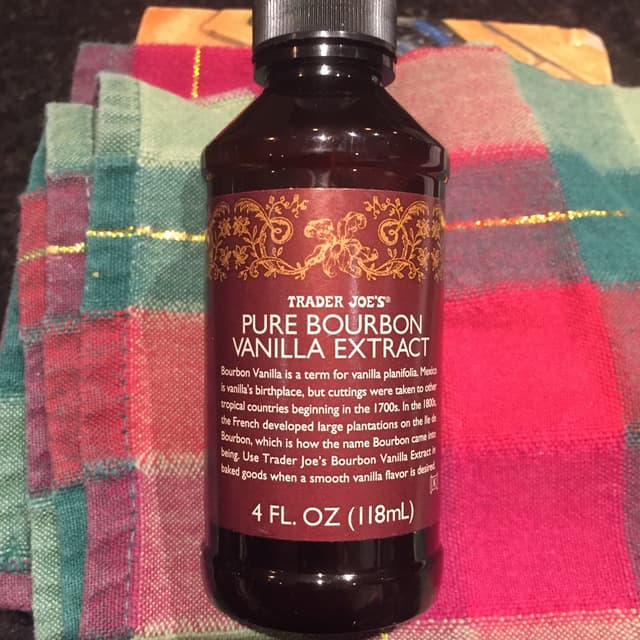 TRADER JOE'S®
PURE BOURBON
VANILLA EXTRACT
Bourbon Vanilla is a term for vanilla planifolia. Mexico
is vanilla's birthplace, but cuttings were taken to other
tropical countries beginning in the 1700s. In the 1800s,
the French developed large plantations on the Ile de
Bourbon, which is how the name Bourbon came into
being. Use Trader Joe's Bourbon Vanilla Extract in
baked goods when a smooth vanilla flavor is desired.
[K]
4 FL. OZ (118mL)